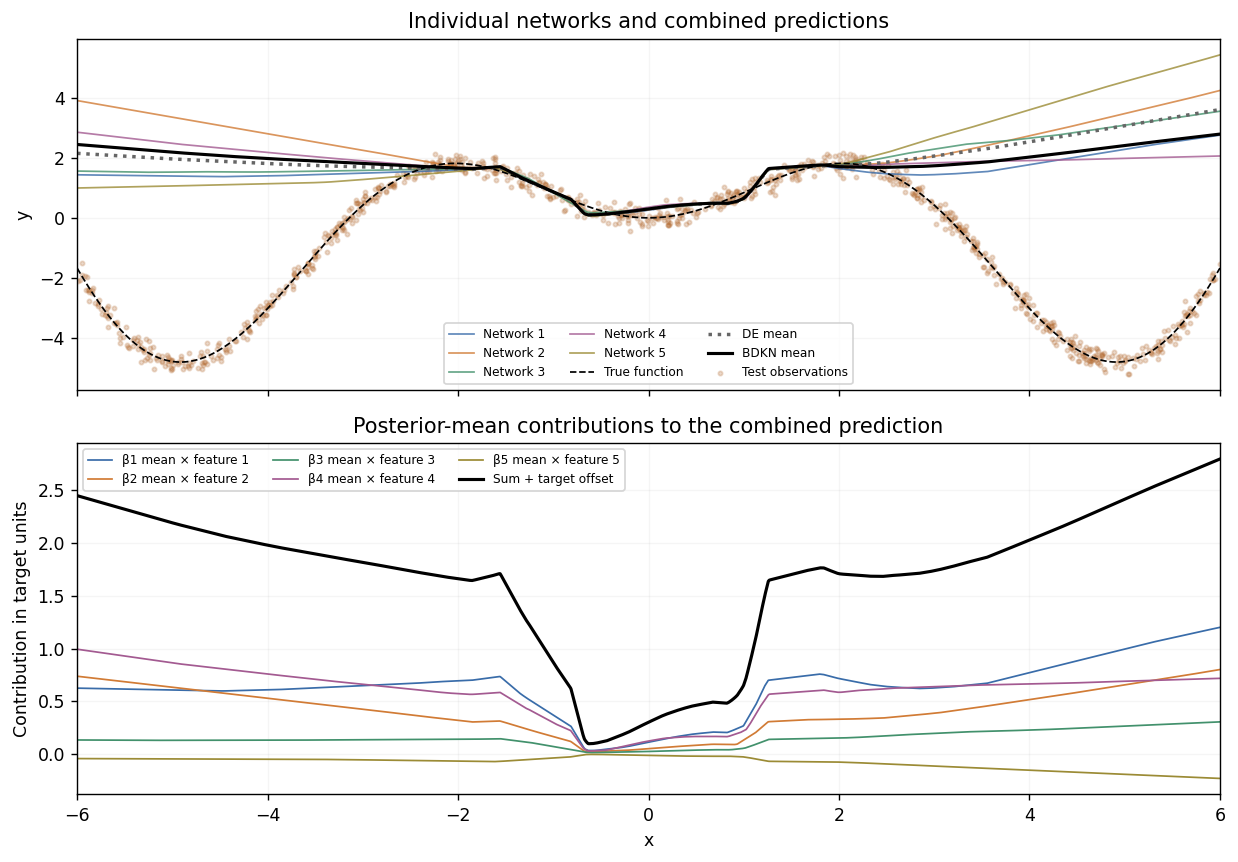 Individual networks and combined predictions
y
4
2
0
−2
−4
Network 1
Network 2
Network 3
Network 4
Network 5
True function
DE mean
BDKN mean
Test observations
Posterior-mean contributions to the combined prediction
Contribution in target units
2.5
2.0
1.5
1.0
0.5
0.0
β1 mean × feature 1
β2 mean × feature 2
β3 mean × feature 3
β4 mean × feature 4
β5 mean × feature 5
Sum + target offset
−6 −4 −2 0 2 4 6
x